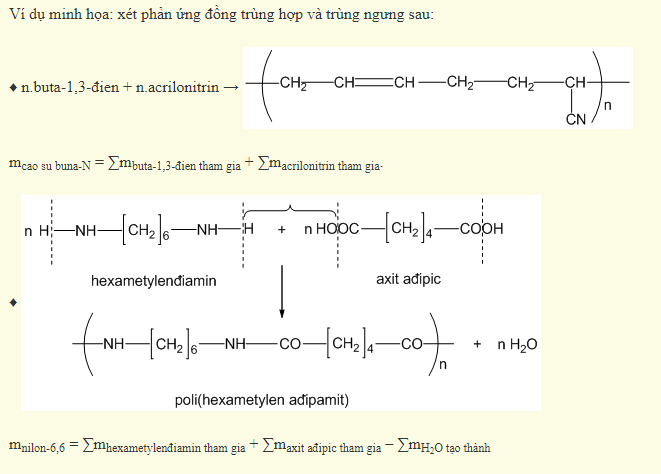 Ví dụ minh họa: xét phản ứng đồng trùng hợp và trùng ngưng sau:
♦ n.buta-1,3-đien + n.acrilonitrin → ( CH2 — CH = CH — CH2 — CH2 — CH )n
CN
mcao su buna-N = ∑mbuta-1,3-đien tham gia + ∑macrilonitrin tham gia.
n H — NH — [CH2]6 — NH — H + n HOOC — [CH2]4 — COOH
hexametylenđiamin axit ađipic
♦
( NH — [CH2]6 — NH — CO — [CH2]4 — CO )n + n H2O
poli(hexametylen ađipamit)
mnilon-6,6 = ∑mhexametylenđiamin tham gia + ∑maxit ađipic tham gia − ∑mH2O tạo thành